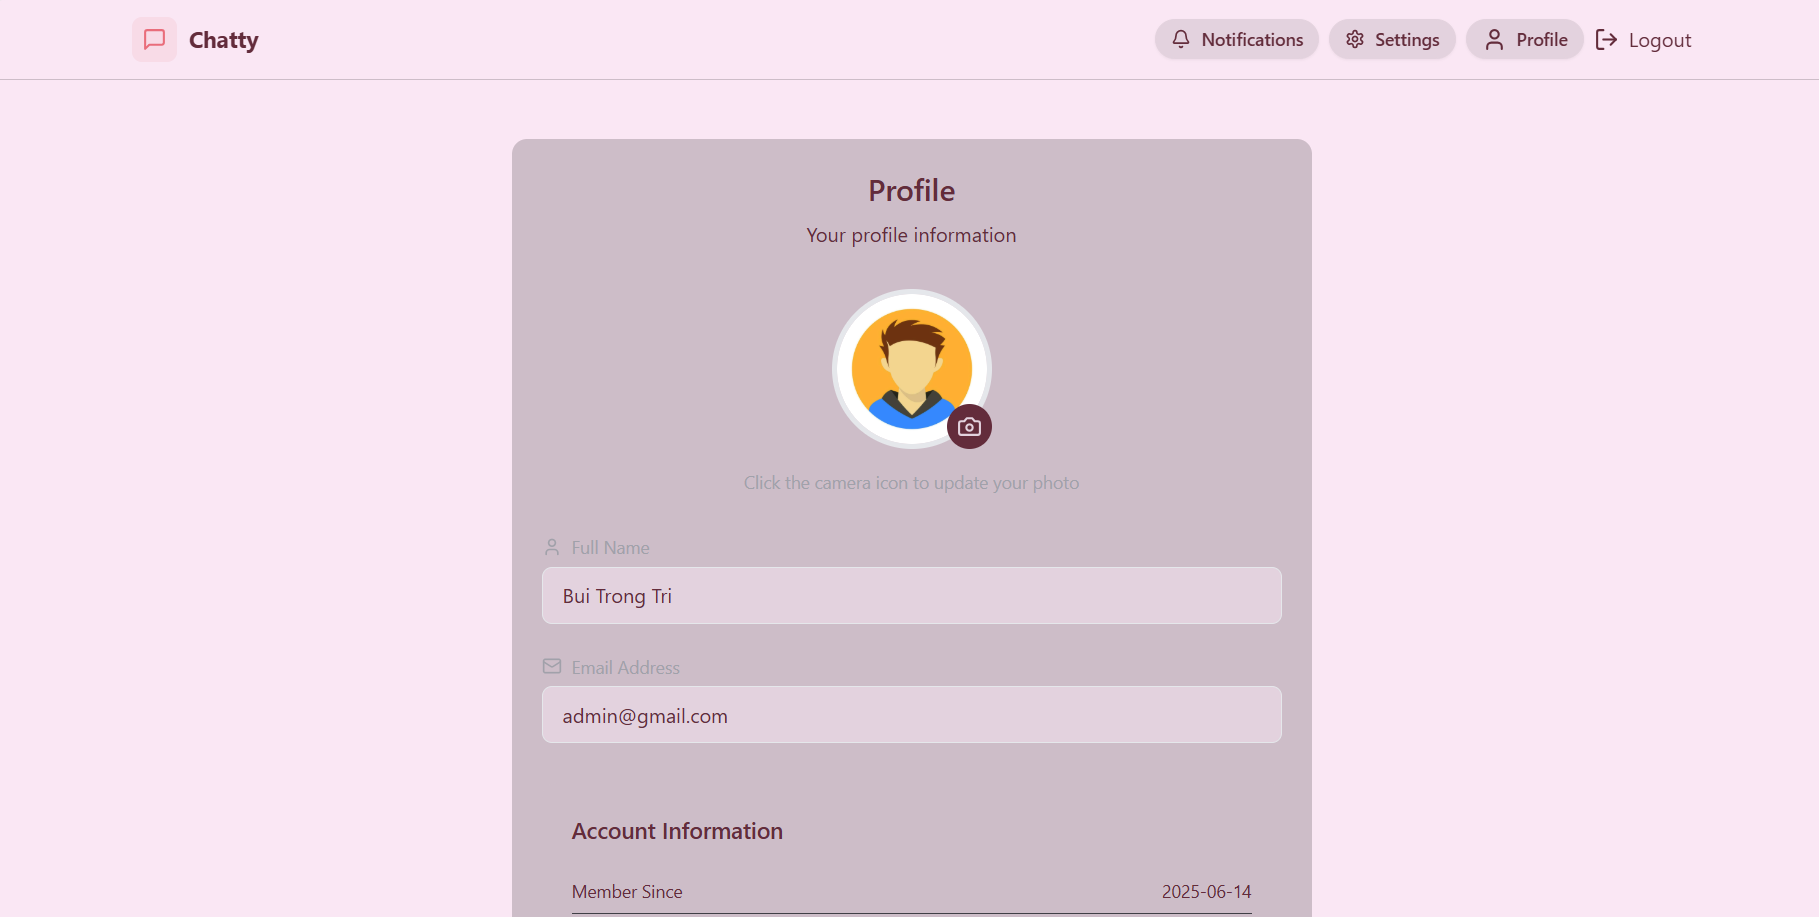 Chatty
Notifications
Settings
Profile
Logout
Profile
Your profile information
Click the camera icon to update your photo
Full Name
Bui Trong Tri
Email Address
admin@gmail.com
Account Information
Member Since 2025-06-14